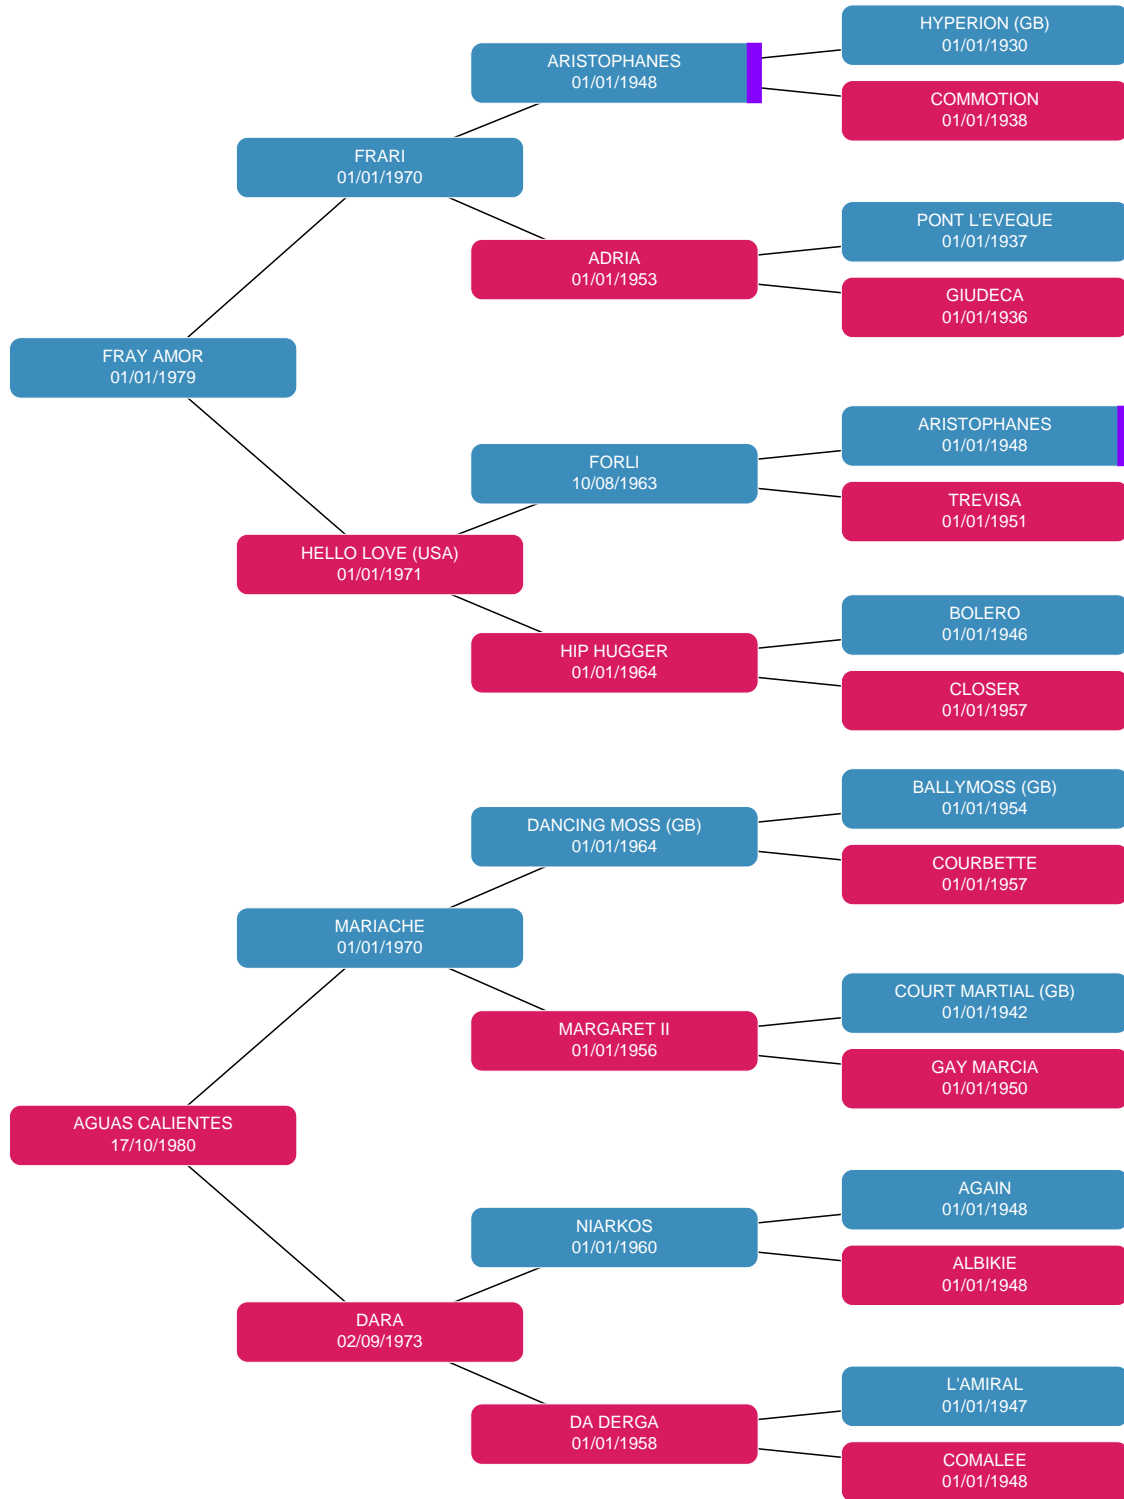 HYPERION (GB)
01/01/1930
ARISTOPHANES
01/01/1948
COMMOTION
01/01/1938
FRARI
01/01/1970
PONT L'EVEQUE
01/01/1937
ADRIA
01/01/1953
GIUDECA
01/01/1936
FRAY AMOR
01/01/1979
ARISTOPHANES
01/01/1948
FORLI
10/08/1963
TREVISA
01/01/1951
HELLO LOVE (USA)
01/01/1971
BOLERO
01/01/1946
HIP HUGGER
01/01/1964
CLOSER
01/01/1957
BALLYMOSS (GB)
01/01/1954
DANCING MOSS (GB)
01/01/1964
COURBETTE
01/01/1957
MARIACHE
01/01/1970
COURT MARTIAL (GB)
01/01/1942
MARGARET II
01/01/1956
GAY MARCIA
01/01/1950
AGUAS CALIENTES
17/10/1980
AGAIN
01/01/1948
NIARKOS
01/01/1960
ALBIKIE
01/01/1948
DARA
02/09/1973
L'AMIRAL
01/01/1947
DA DERGA
01/01/1958
COMALEE
01/01/1948